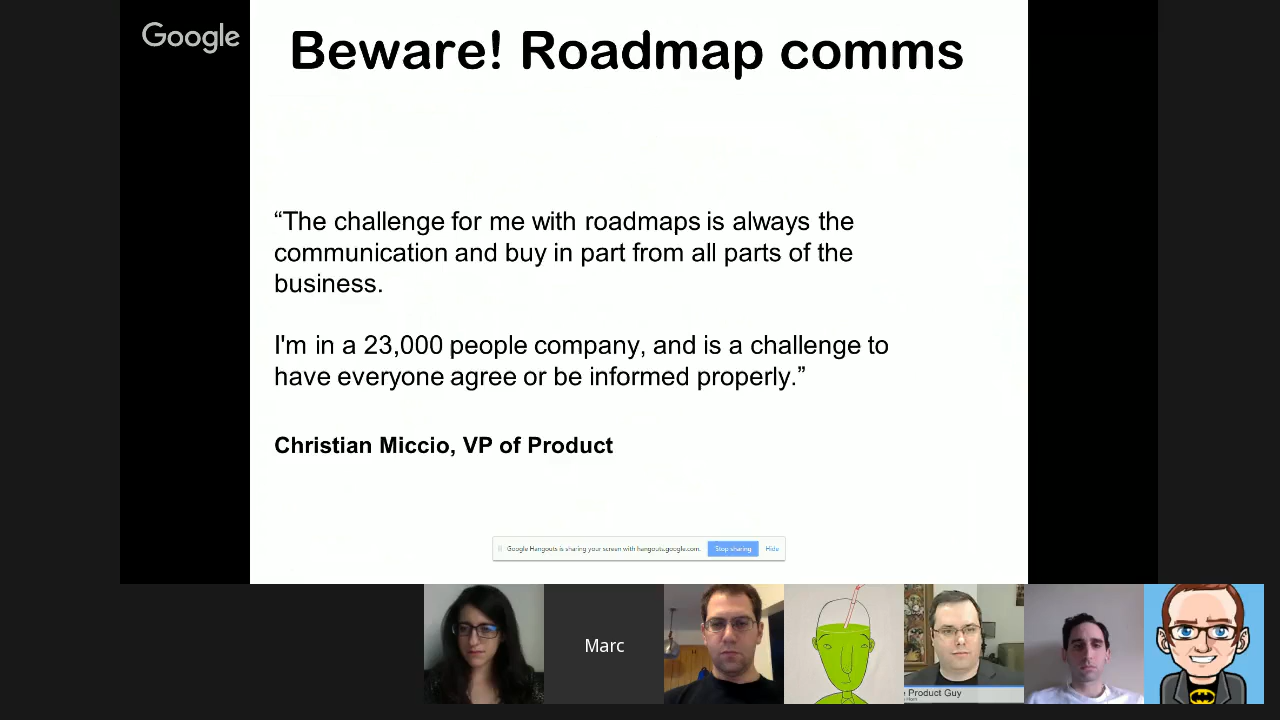 Google
Beware! Roadmap comms
“The challenge for me with roadmaps is always the
communication and buy in part from all parts of the
business.
I'm in a 23,000 people company, and is a challenge to
have everyone agree or be informed properly.”
Christian Miccio, VP of Product
Google Hangouts is sharing your screen with hangouts.google.com.
Stop sharing
Hide
Marc
Product Guy